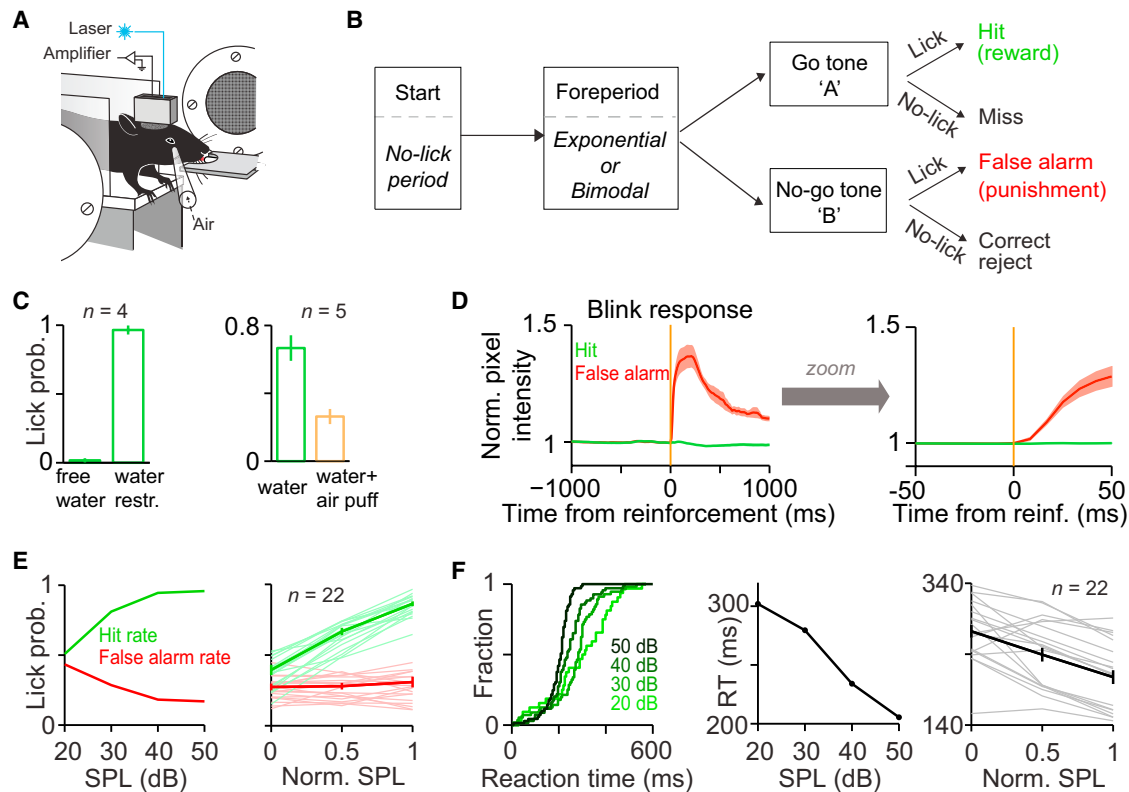 A
Laser
Amplifier
Air
B
Start
No-lick
period
Foreperiod
Exponential
or
Bimodal
Go tone
'A'
No-go tone
'B'
Lick
No-lick
Hit
(reward)
Miss
Lick
No-lick
False alarm
(punishment)
Correct
reject
C
n = 4
Lick prob.
1
0
free
water
water
restr.
n = 5
0.8
0
water
water+
air puff
D
Blink response
Norm. pixel
intensity
1.5
1
Hit
False alarm
−1000
0
1000
Time from reinforcement (ms)
zoom
1.5
1
-50
0
50
Time from reinf. (ms)
E
Lick prob.
1
0
Hit rate
False alarm rate
20 30 40 50
SPL (dB)
n = 22
1
0
0 0.5 1
Norm. SPL
F
Fraction
1
0
50 dB
40 dB
30 dB
20 dB
0 200 600
Reaction time (ms)
RT (ms)
300
200
20 30 40 50
SPL (dB)
n = 22
340
140
0 0.5 1
Norm. SPL